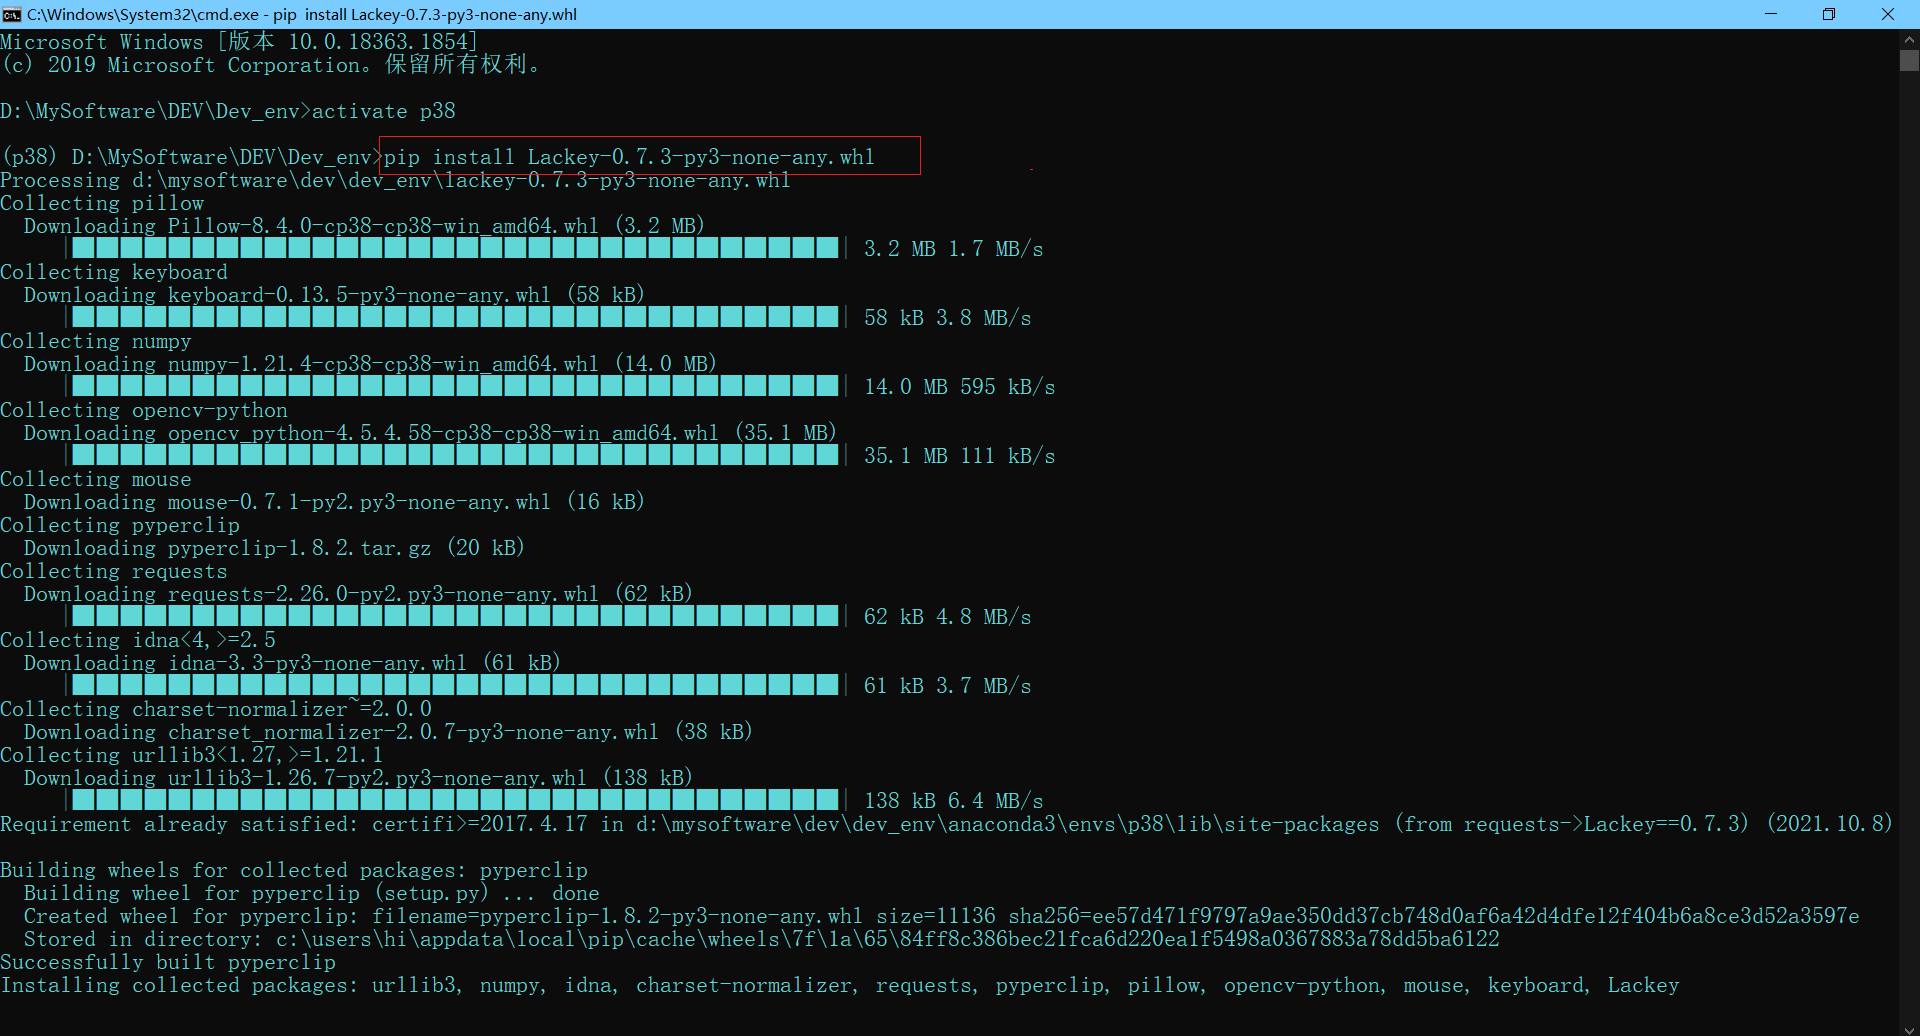 C:\Windows\System32\cmd.exe - pip  install Lackey-0.7.3-py3-none-any.whl
Microsoft Windows [版本 10.0.18363.1854]
(c) 2019 Microsoft Corporation。保留所有权利。
D:\MySoftware\DEV\Dev_env>activate p38
(p38) D:\MySoftware\DEV\Dev_env>pip install Lackey-0.7.3-py3-none-any.whl
Processing d:\mysoftware\dev\dev_env\lackey-0.7.3-py3-none-any.whl
Collecting pillow
  Downloading Pillow-8.4.0-cp38-cp38-win_amd64.whl (3.2 MB)
3.2 MB 1.7 MB/s
Collecting keyboard
  Downloading keyboard-0.13.5-py3-none-any.whl (58 kB)
58 kB 3.8 MB/s
Collecting numpy
  Downloading numpy-1.21.4-cp38-cp38-win_amd64.whl (14.0 MB)
14.0 MB 595 kB/s
Collecting opencv-python
  Downloading opencv_python-4.5.4.58-cp38-cp38-win_amd64.whl (35.1 MB)
35.1 MB 111 kB/s
Collecting mouse
  Downloading mouse-0.7.1-py2.py3-none-any.whl (16 kB)
Collecting pyperclip
  Downloading pyperclip-1.8.2.tar.gz (20 kB)
Collecting requests
  Downloading requests-2.26.0-py2.py3-none-any.whl (62 kB)
62 kB 4.8 MB/s
Collecting idna<4,>=2.5
  Downloading idna-3.3-py3-none-any.whl (61 kB)
61 kB 3.7 MB/s
Collecting charset-normalizer~=2.0.0
  Downloading charset_normalizer-2.0.7-py3-none-any.whl (38 kB)
Collecting urllib3<1.27,>=1.21.1
  Downloading urllib3-1.26.7-py2.py3-none-any.whl (138 kB)
138 kB 6.4 MB/s
Requirement already satisfied: certifi>=2017.4.17 in d:\mysoftware\dev\dev_env\anaconda3\envs\p38\lib\site-packages (from requests->Lackey==0.7.3) (2021.10.8)
Building wheels for collected packages: pyperclip
  Building wheel for pyperclip (setup.py) ... done
  Created wheel for pyperclip: filename=pyperclip-1.8.2-py3-none-any.whl size=11136 sha256=ee57d471f9797a9ae350dd37cb748d0af6a42d4dfe12f404b6a8ce3d52a3597e
  Stored in directory: c:\users\hi\appdata\local\pip\cache\wheels\7f\1a\65\84ff8c386bec21fca6d220ea1f5498a0367883a78dd5ba6122
Successfully built pyperclip
Installing collected packages: urllib3, numpy, idna, charset-normalizer, requests, pyperclip, pillow, opencv-python, mouse, keyboard, Lackey